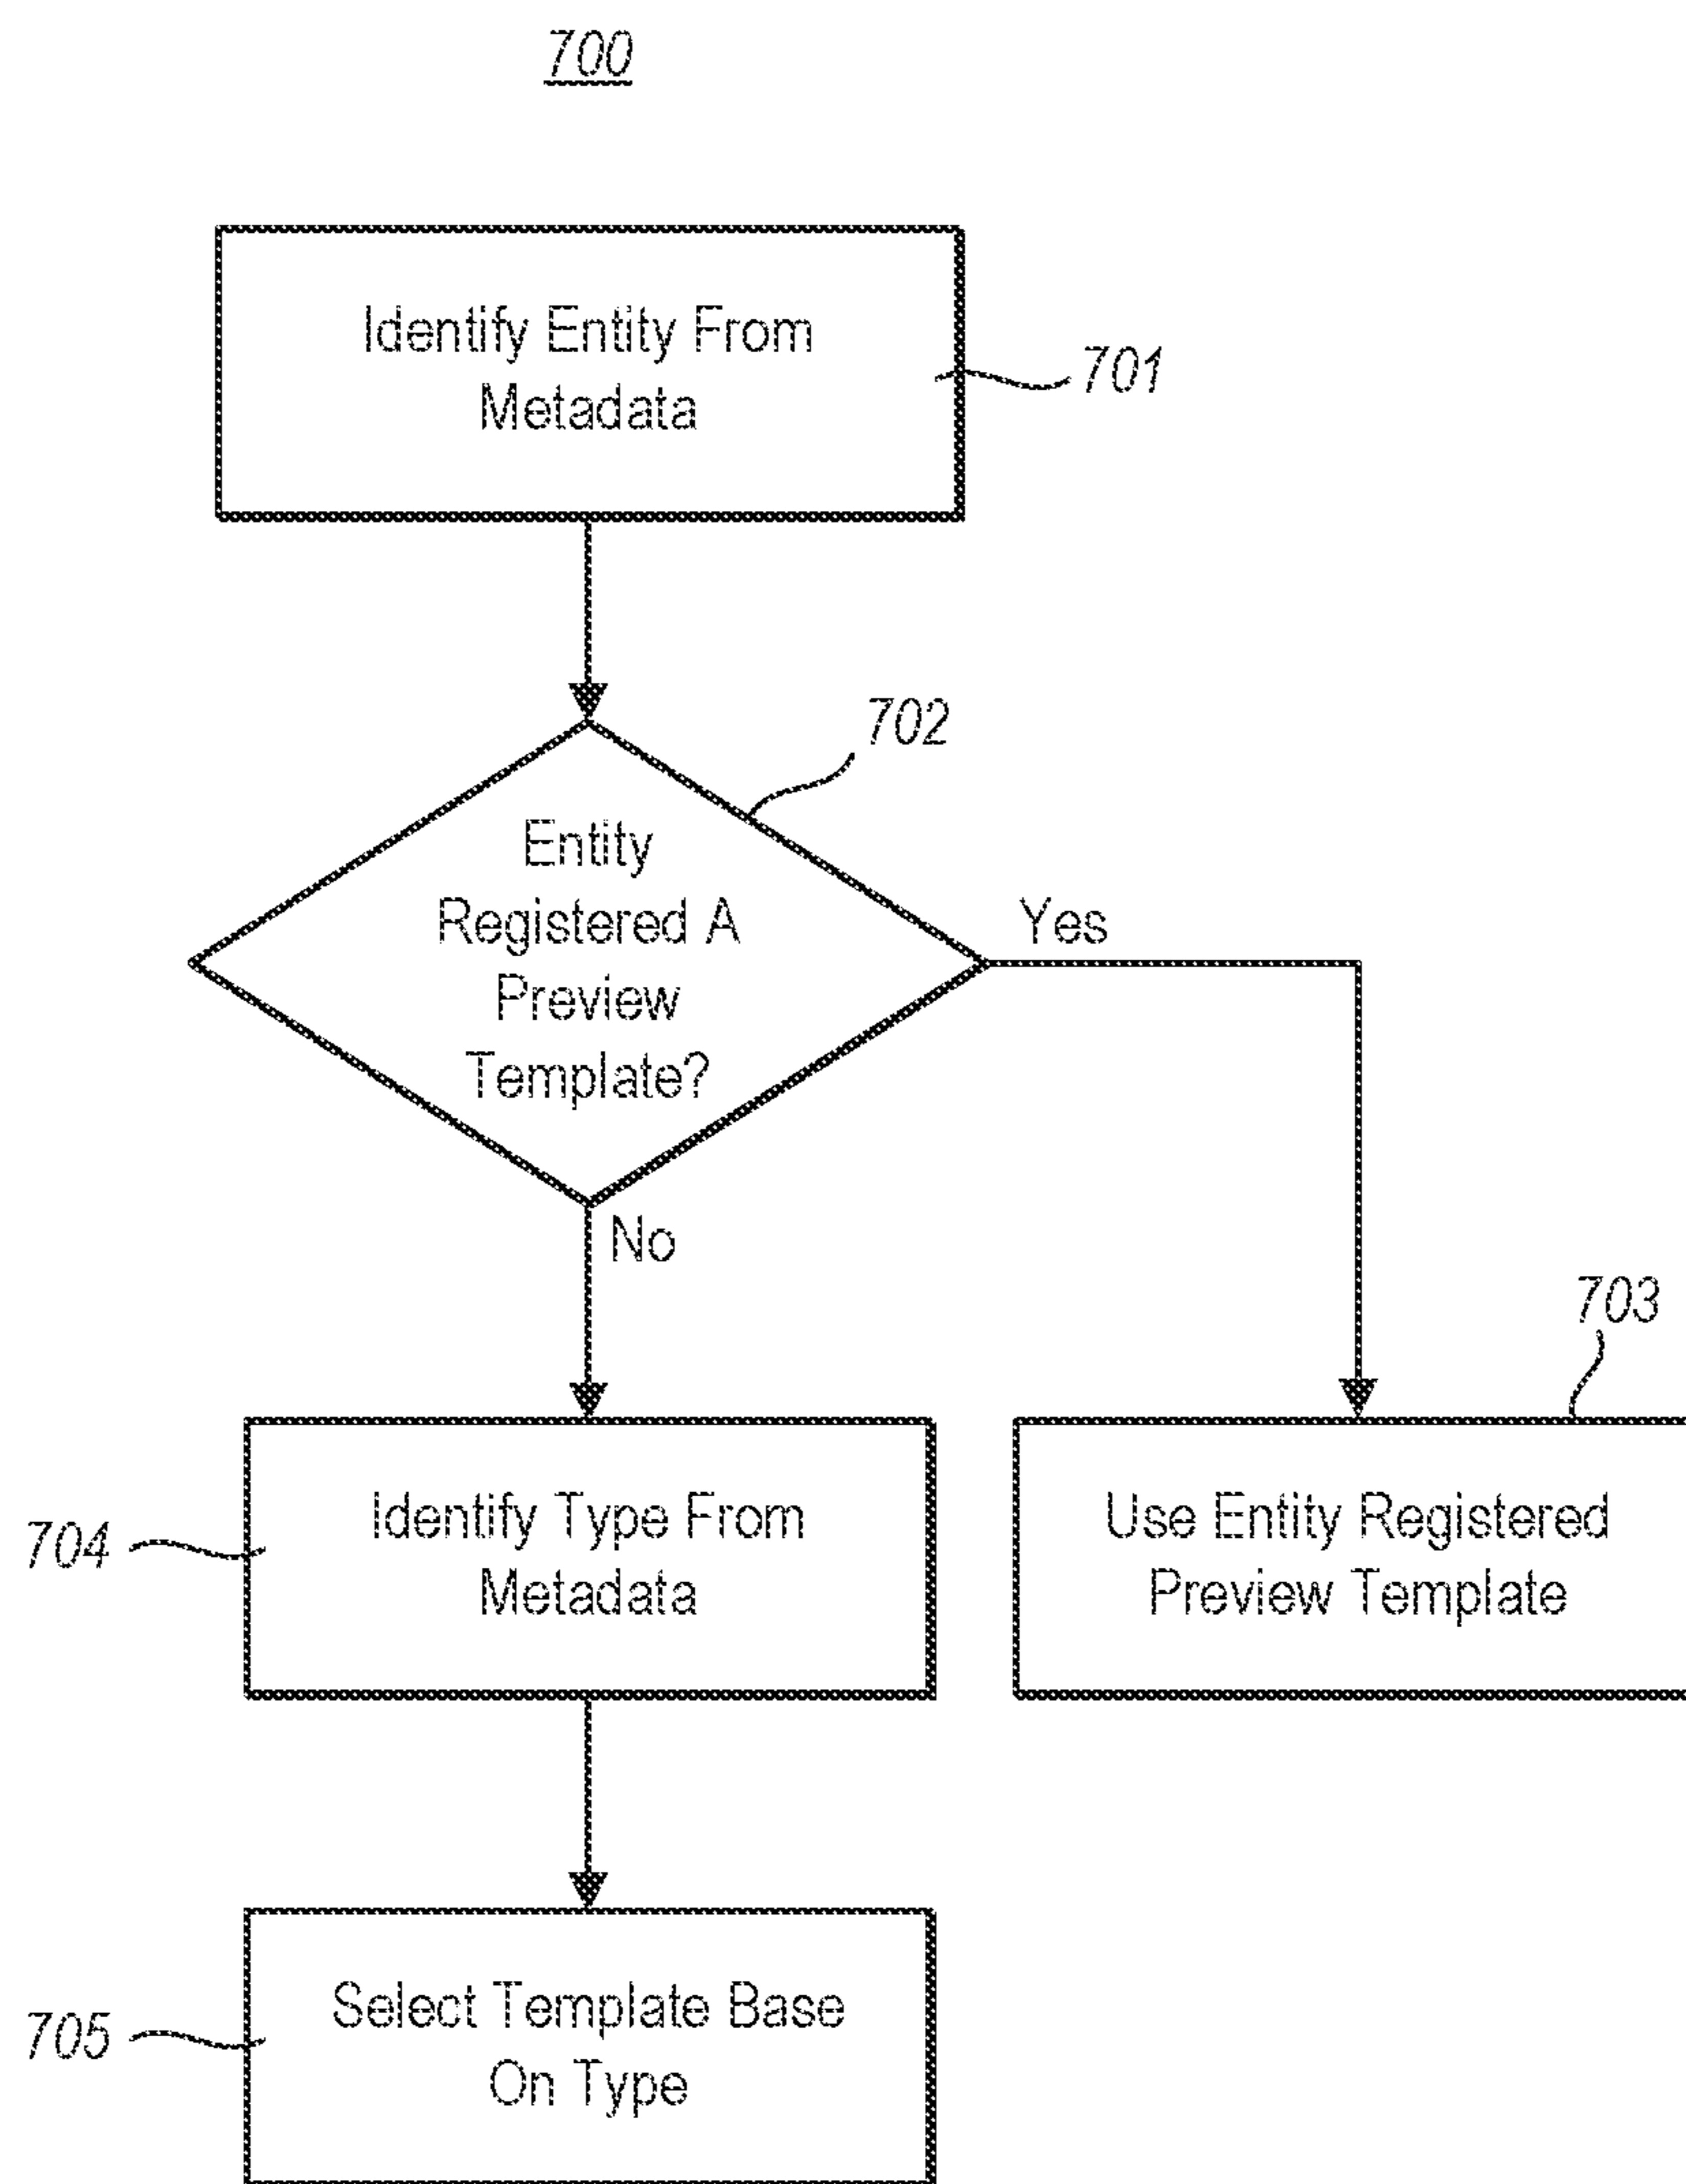 700
Identify Entity From
Metadata
701
702
Entity
Registered A
Preview
Template?
Yes
No
703
704
Identify Type From
Metadata
Use Entity Registered
Preview Template
705
Select Template Base
On Type